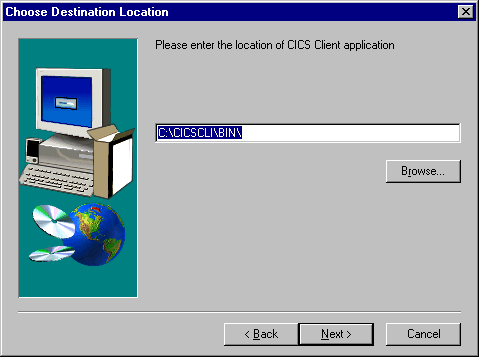 Choose Destination Location
Please enter the location of CICS Client application
C:\CICSCLI\BIN\
Browse...
< Back
Next >
Cancel